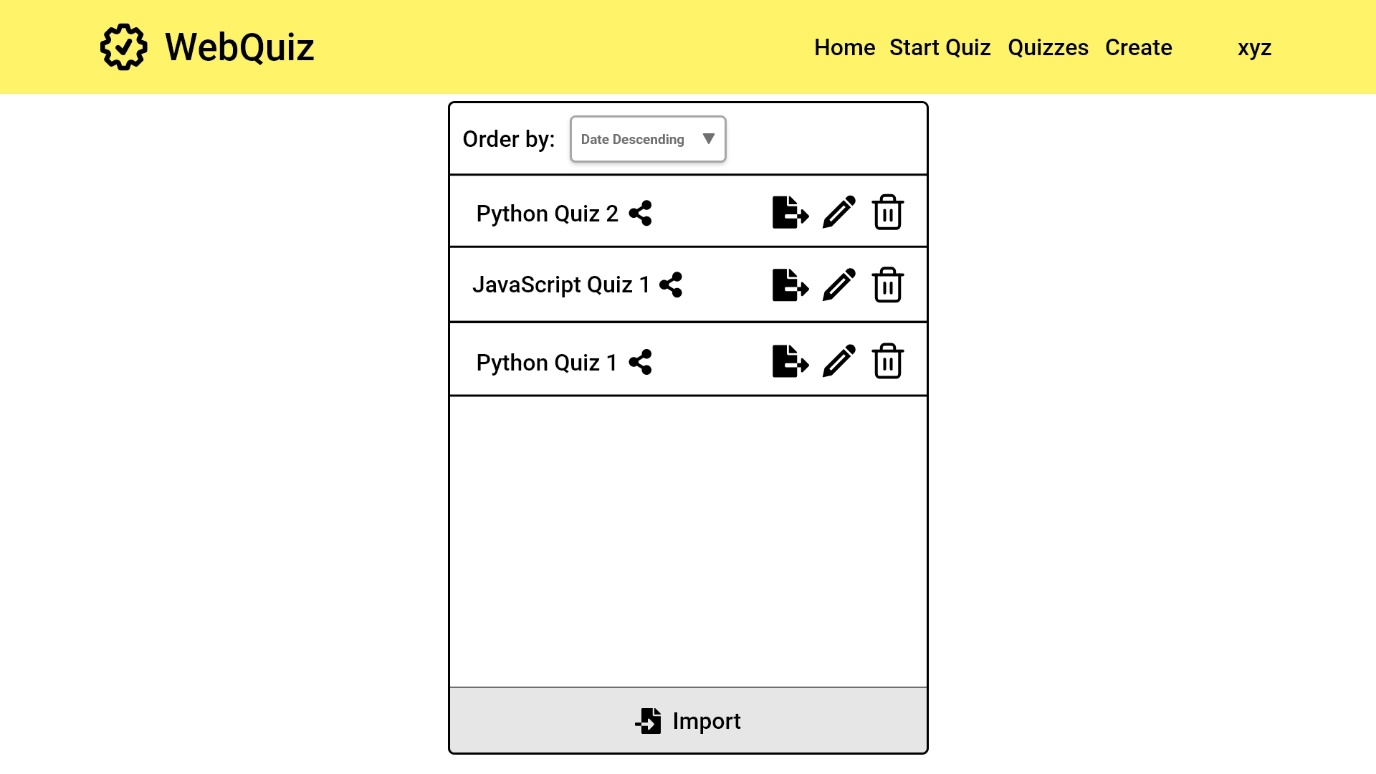 WebQuiz
Home Start Quiz Quizzes Create xyz
Order by: Date Descending
Python Quiz 2
JavaScript Quiz 1
Python Quiz 1
Import